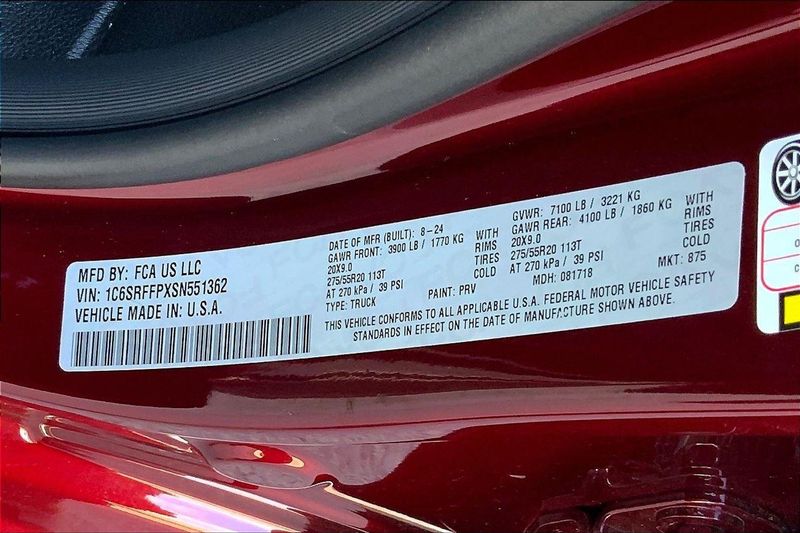 MFD BY: FCA US LLC
VIN: 1C6SRFFPXSN551362
VEHICLE MADE IN: U.S.A.
DATE OF MFR (BUILT): 8-24
GAWR FRONT: 3900 LB / 1770 KG WITH
20X9.0 RIMS
275/55R20 113T TIRES
AT 270 kPa / 39 PSI COLD
TYPE: TRUCK PAINT: PRV
GVWR: 7100 LB / 3221 KG
GAWR REAR: 4100 LB / 1860 KG WITH
20X9.0 RIMS
275/55R20 113T TIRES
AT 270 kPa / 39 PSI COLD
MDH: 081718 MKT: 875
THIS VEHICLE CONFORMS TO ALL APPLICABLE U.S.A. FEDERAL MOTOR VEHICLE SAFETY
STANDARDS IN EFFECT ON THE DATE OF MANUFACTURE SHOWN ABOVE.